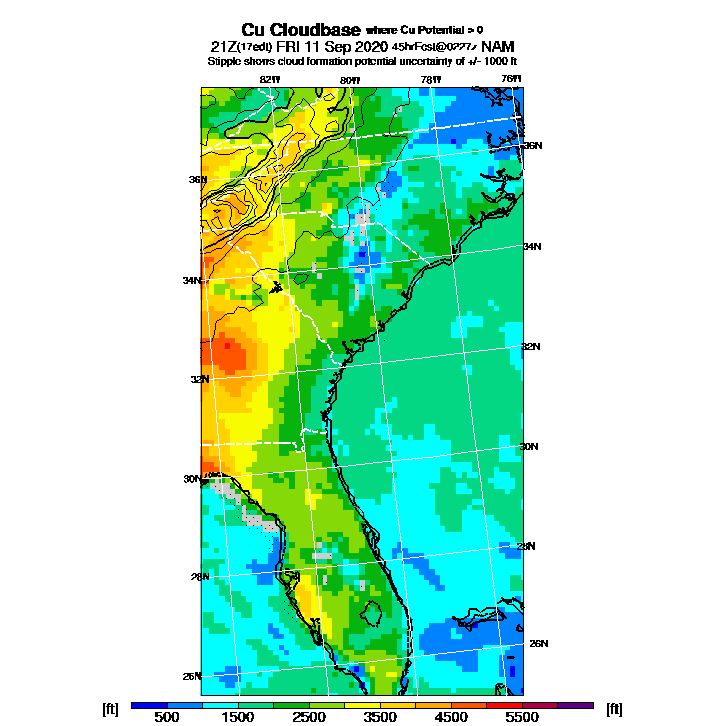 Cu Cloudbase where Cu Potential > 0
21Z(17edt) FRI 11 Sep 2020 45hrFcst@0227z NAM
Stipple shows cloud formation potential uncertainty of +/- 1000 ft
82W 80W 78W 76W
36N 36N
34N 34N
32N 32N
30N 30N
28N 28N
26N 26N
[ft] 500 1500 2500 3500 4500 5500 [ft]